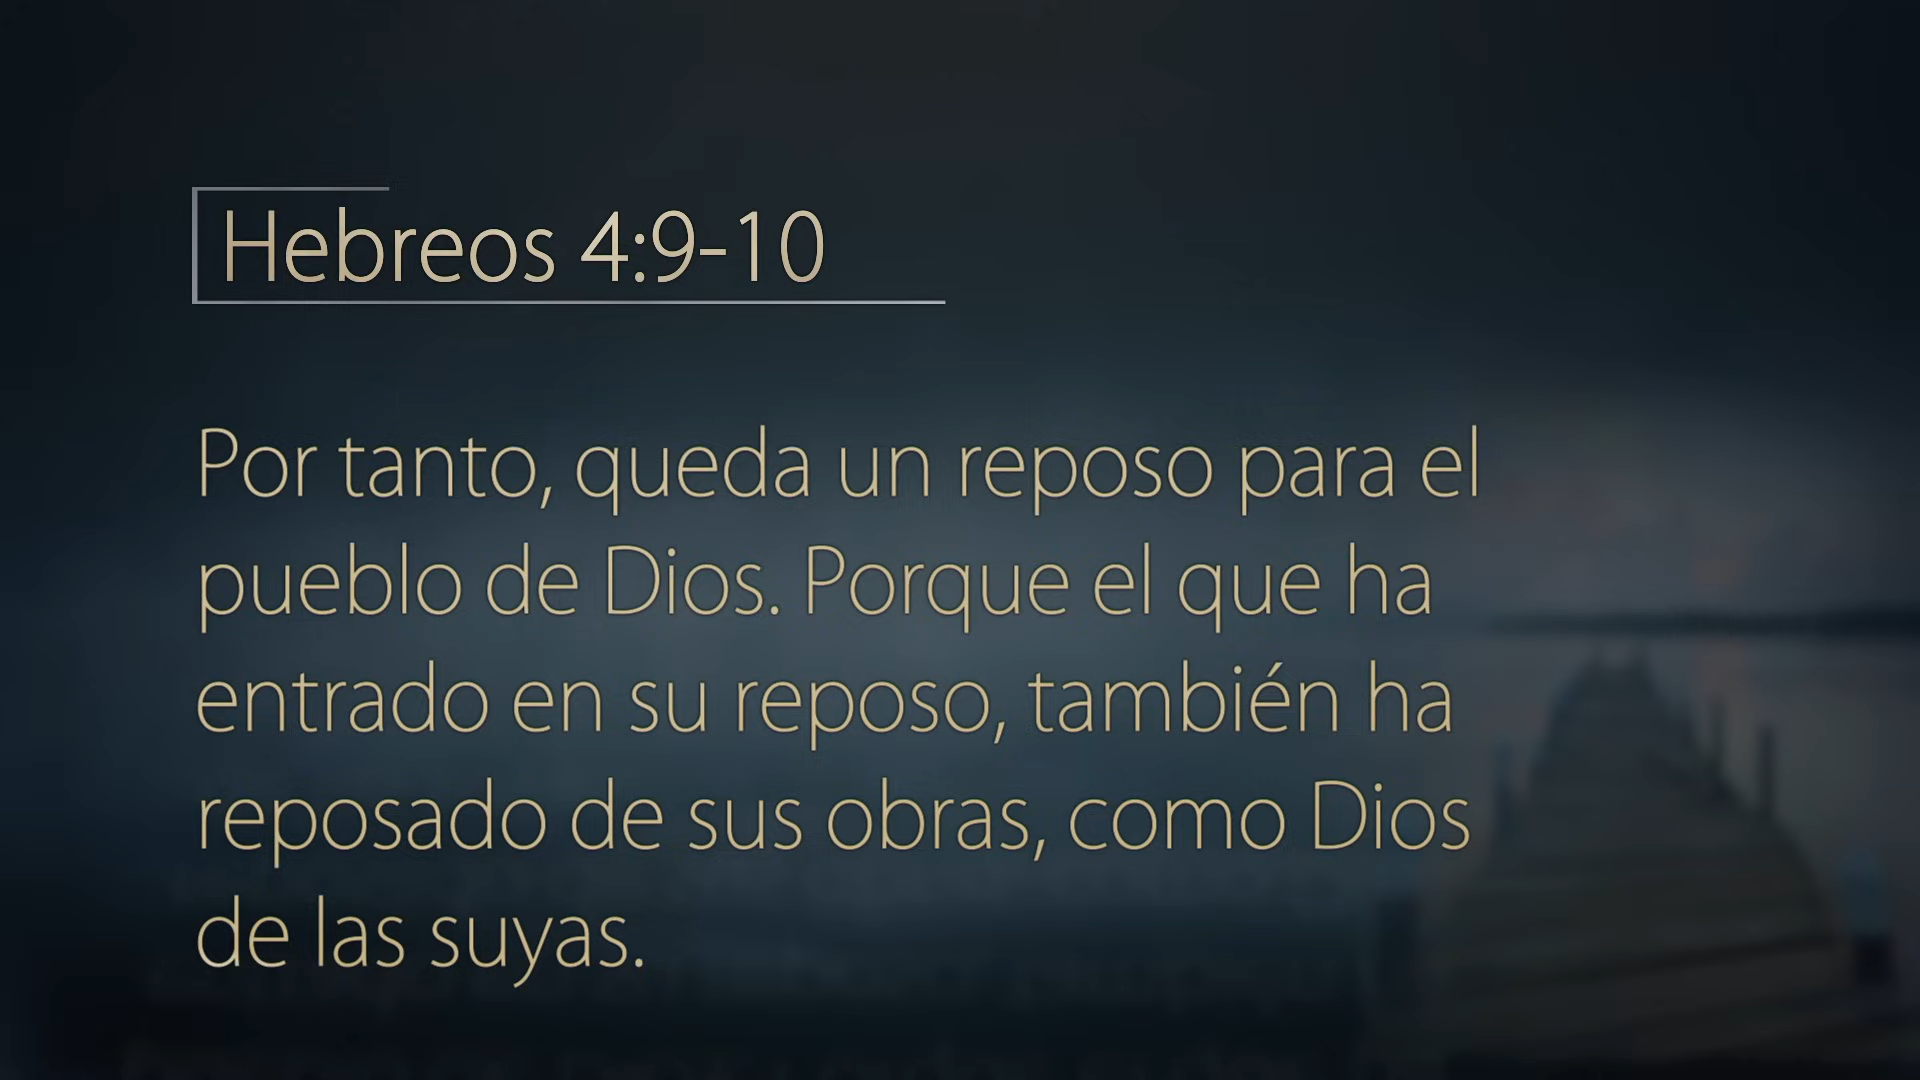 Hebreos 4:9-10
Por tanto, queda un reposo para el
pueblo de Dios. Porque el que ha
entrado en su reposo, también ha
reposado de sus obras, como Dios
de las suyas.